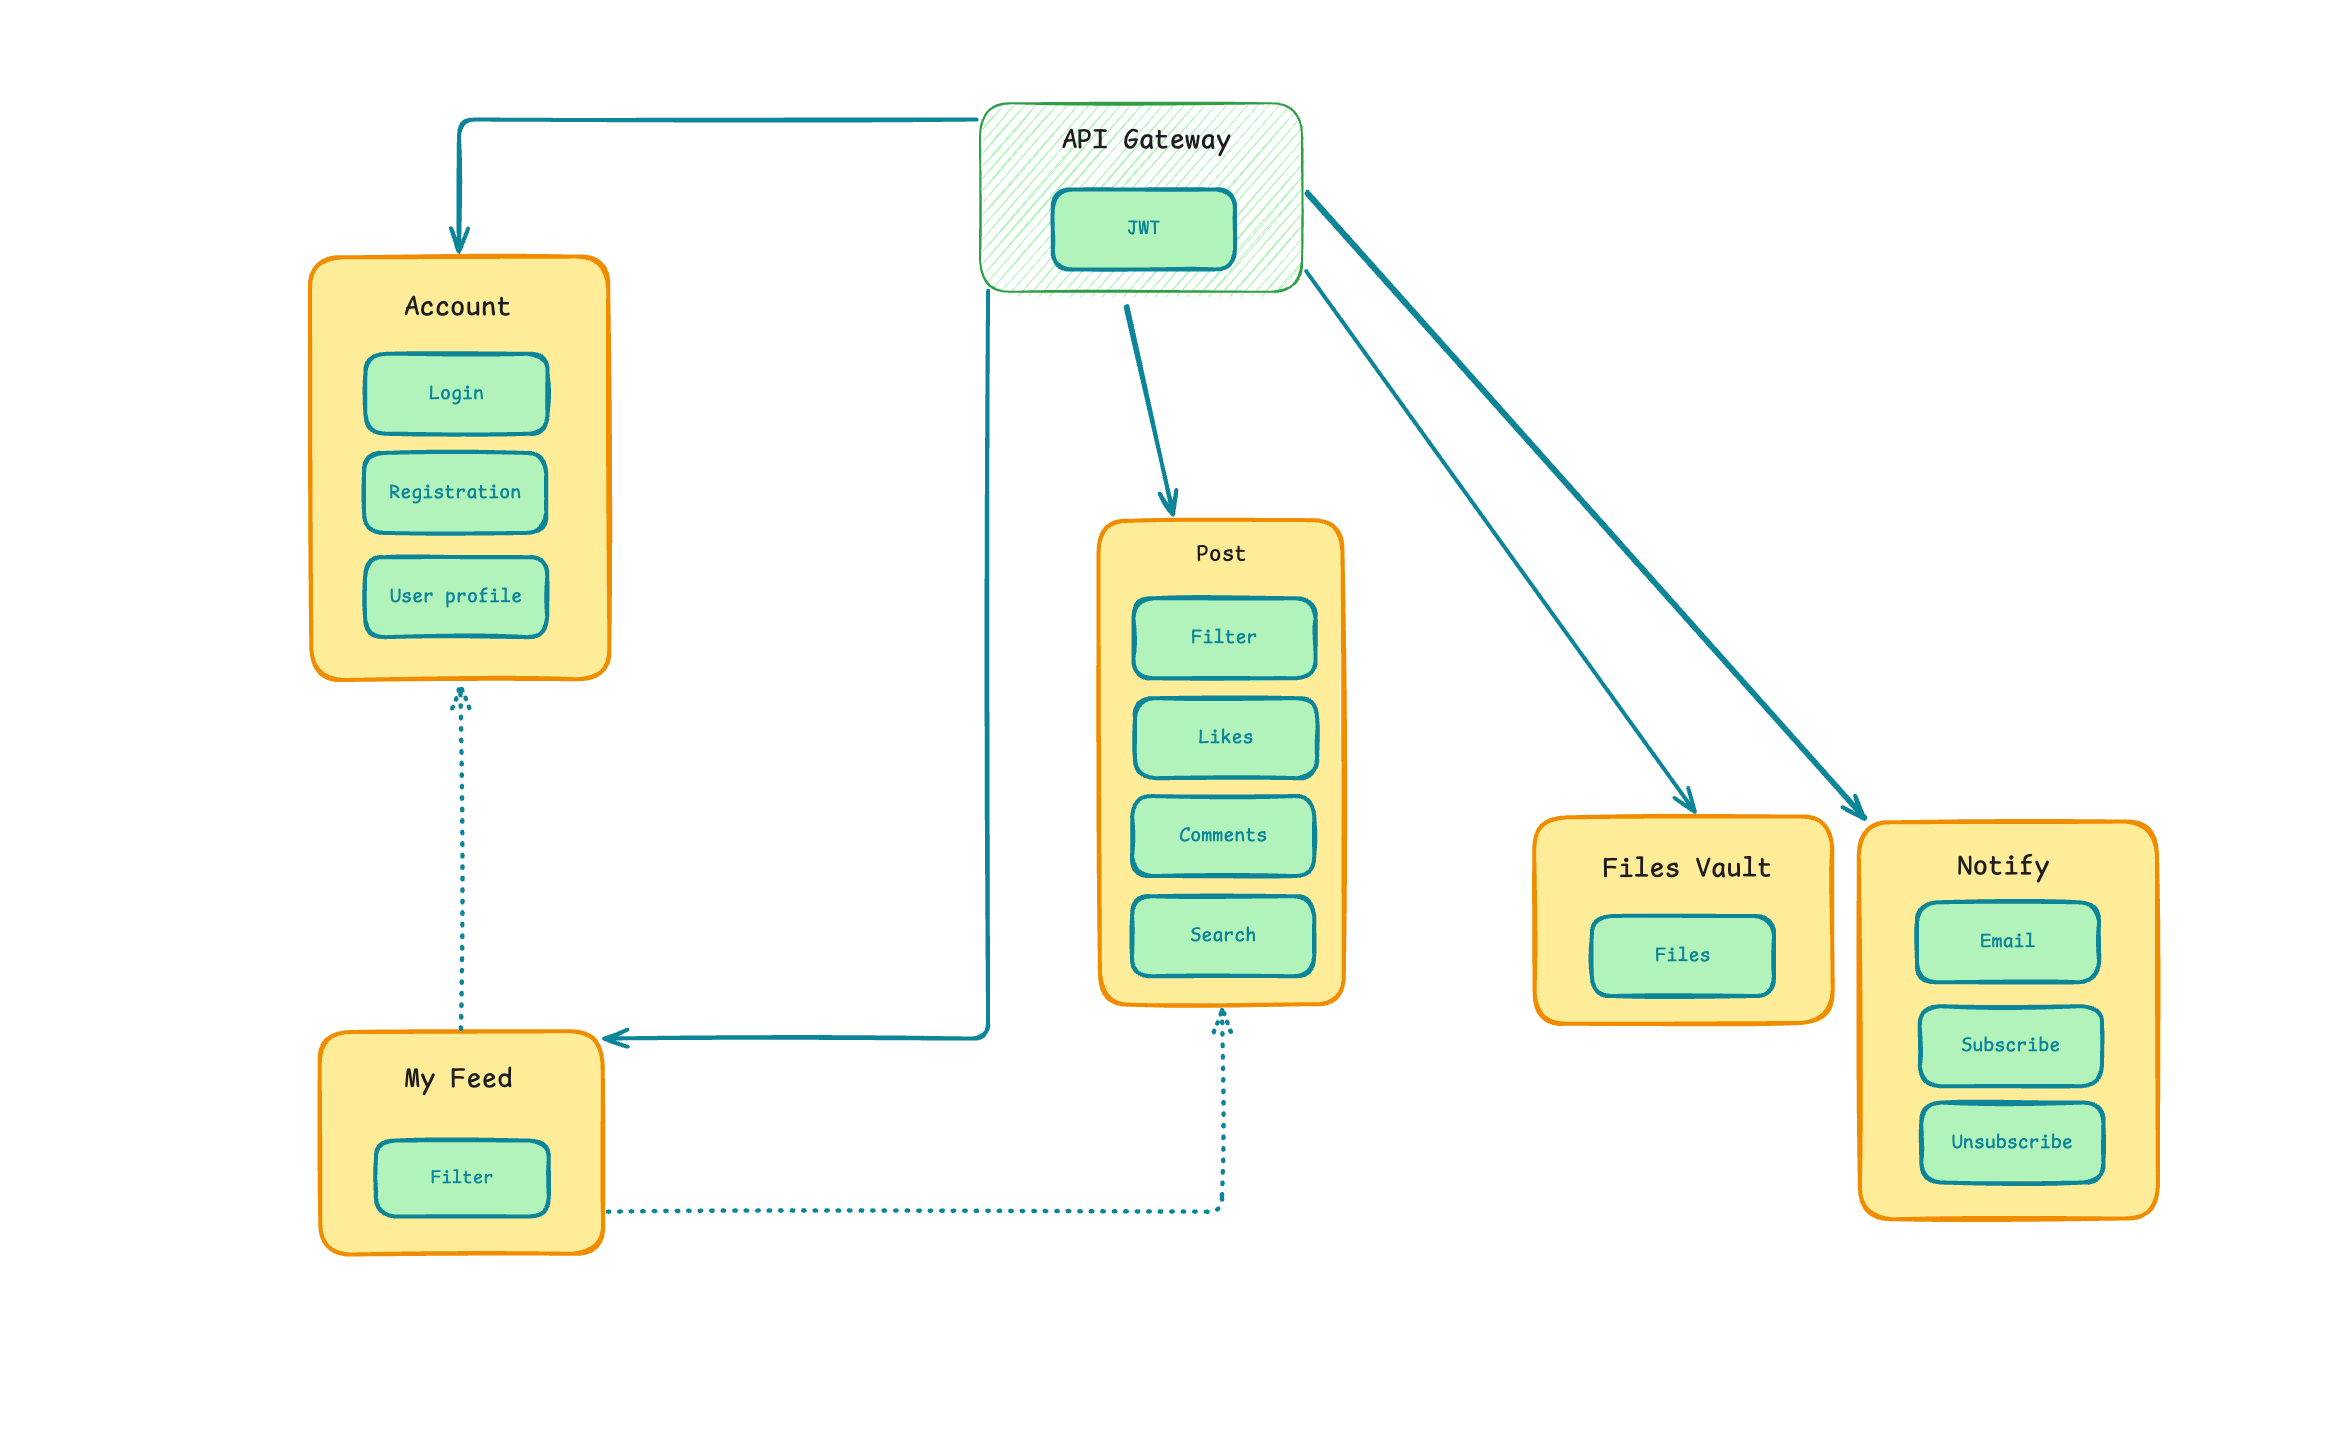 API Gateway
JWT
Account
Login
Registration
User profile
Post
Filter
Likes
Comments
Search
Files Vault
Files
Notify
Email
Subscribe
Unsubscribe
My Feed
Filter